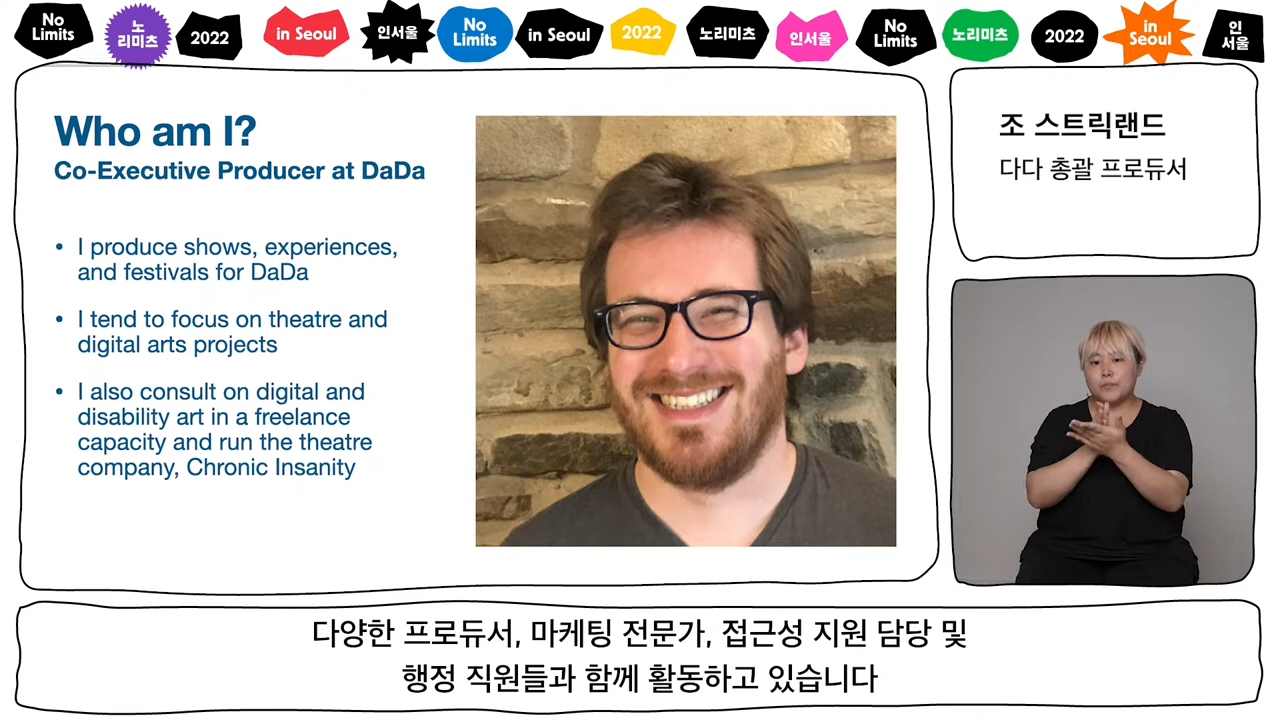 No
Limits
노
리미츠
2022
in Seoul
인서울
No
Limits
in Seoul
2022
노리미츠
인서울
No
Limits
노리미츠
2022
in
Seoul
인
서울
Who am I?
Co-Executive Producer at DaDa
• I produce shows, experiences,
and festivals for DaDa
• I tend to focus on theatre and
digital arts projects
• I also consult on digital and
disability art in a freelance
capacity and run the theatre
company, Chronic Insanity
조 스트릭랜드
다다 총괄 프로듀서
다양한 프로듀서, 마케팅 전문가, 접근성 지원 담당 및
행정 직원들과 함께 활동하고 있습니다